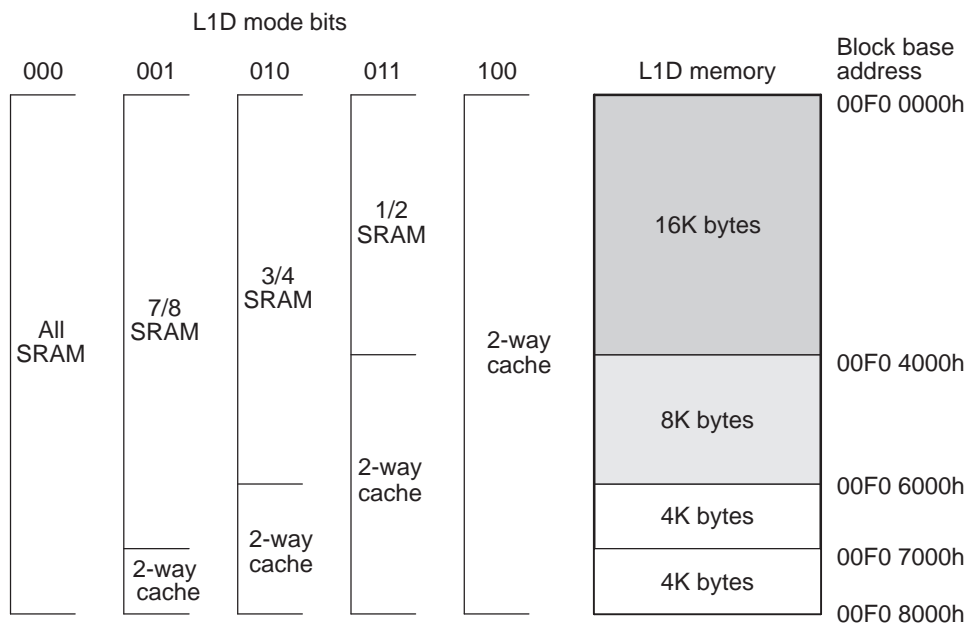 L1D mode bits
000 001 010 011 100 L1D memory Block base
address
00F0 0000h
1/2
SRAM
16K bytes
3/4
SRAM
7/8
SRAM
All
SRAM
2-way
cache
00F0 4000h
8K bytes
2-way
cache
00F0 6000h
4K bytes
2-way
cache
00F0 7000h
2-way
cache
4K bytes
00F0 8000h